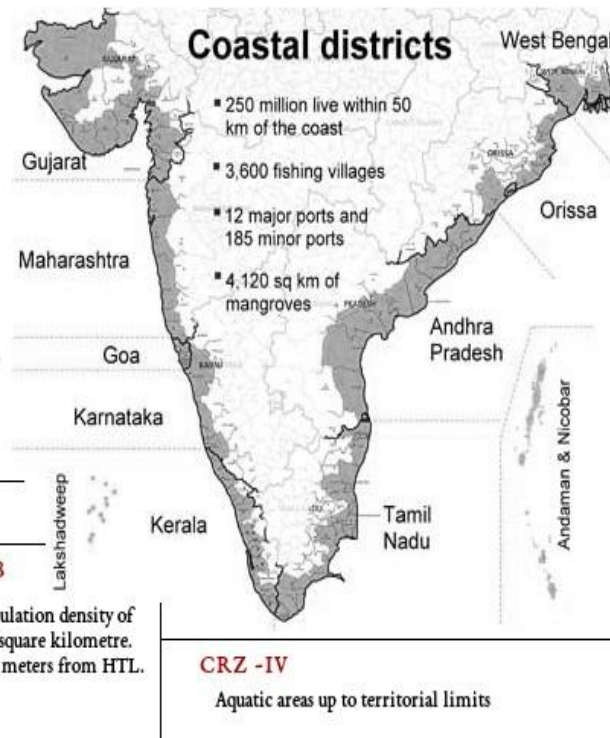 Coastal districts
West Bengal
▪ 250 million live within 50
km of the coast
▪ 3,600 fishing villages
▪ 12 major ports and
185 minor ports
▪ 4,120 sq km of
mangroves
GUJARAT
ORISSA
Gujarat
Orissa
Maharashtra
PRADESH
Andhra
Pradesh
Goa
Karnataka
Andaman & Nicobar
Lakshadweep
Kerala
Tamil
Nadu
ulation density of
square kilometre.
meters from HTL.
CRZ -IV
Aquatic areas up to territorial limits